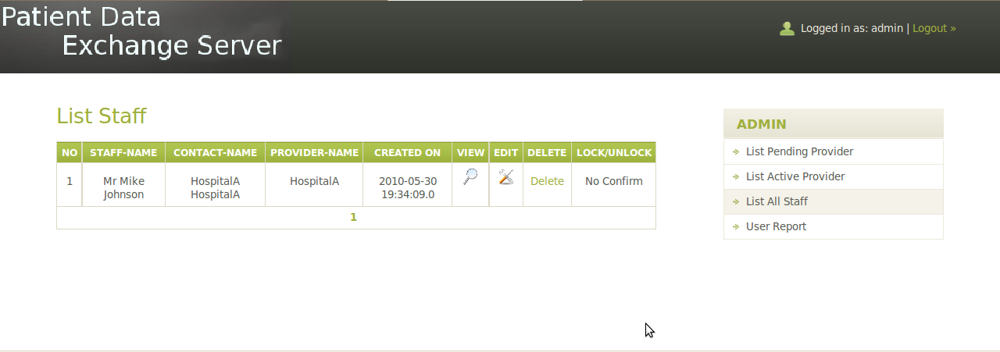 Patient Data
Exchange Server
Logged in as: admin | Logout »
List Staff
NO STAFF-NAME CONTACT-NAME PROVIDER-NAME CREATED ON VIEW EDIT DELETE LOCK/UNLOCK
1 Mr Mike HospitalA HospitalA 2010-05-30 Delete No Confirm
Johnson HospitalA 19:34:09.0
1
ADMIN
List Pending Provider
List Active Provider
List All Staff
User Report